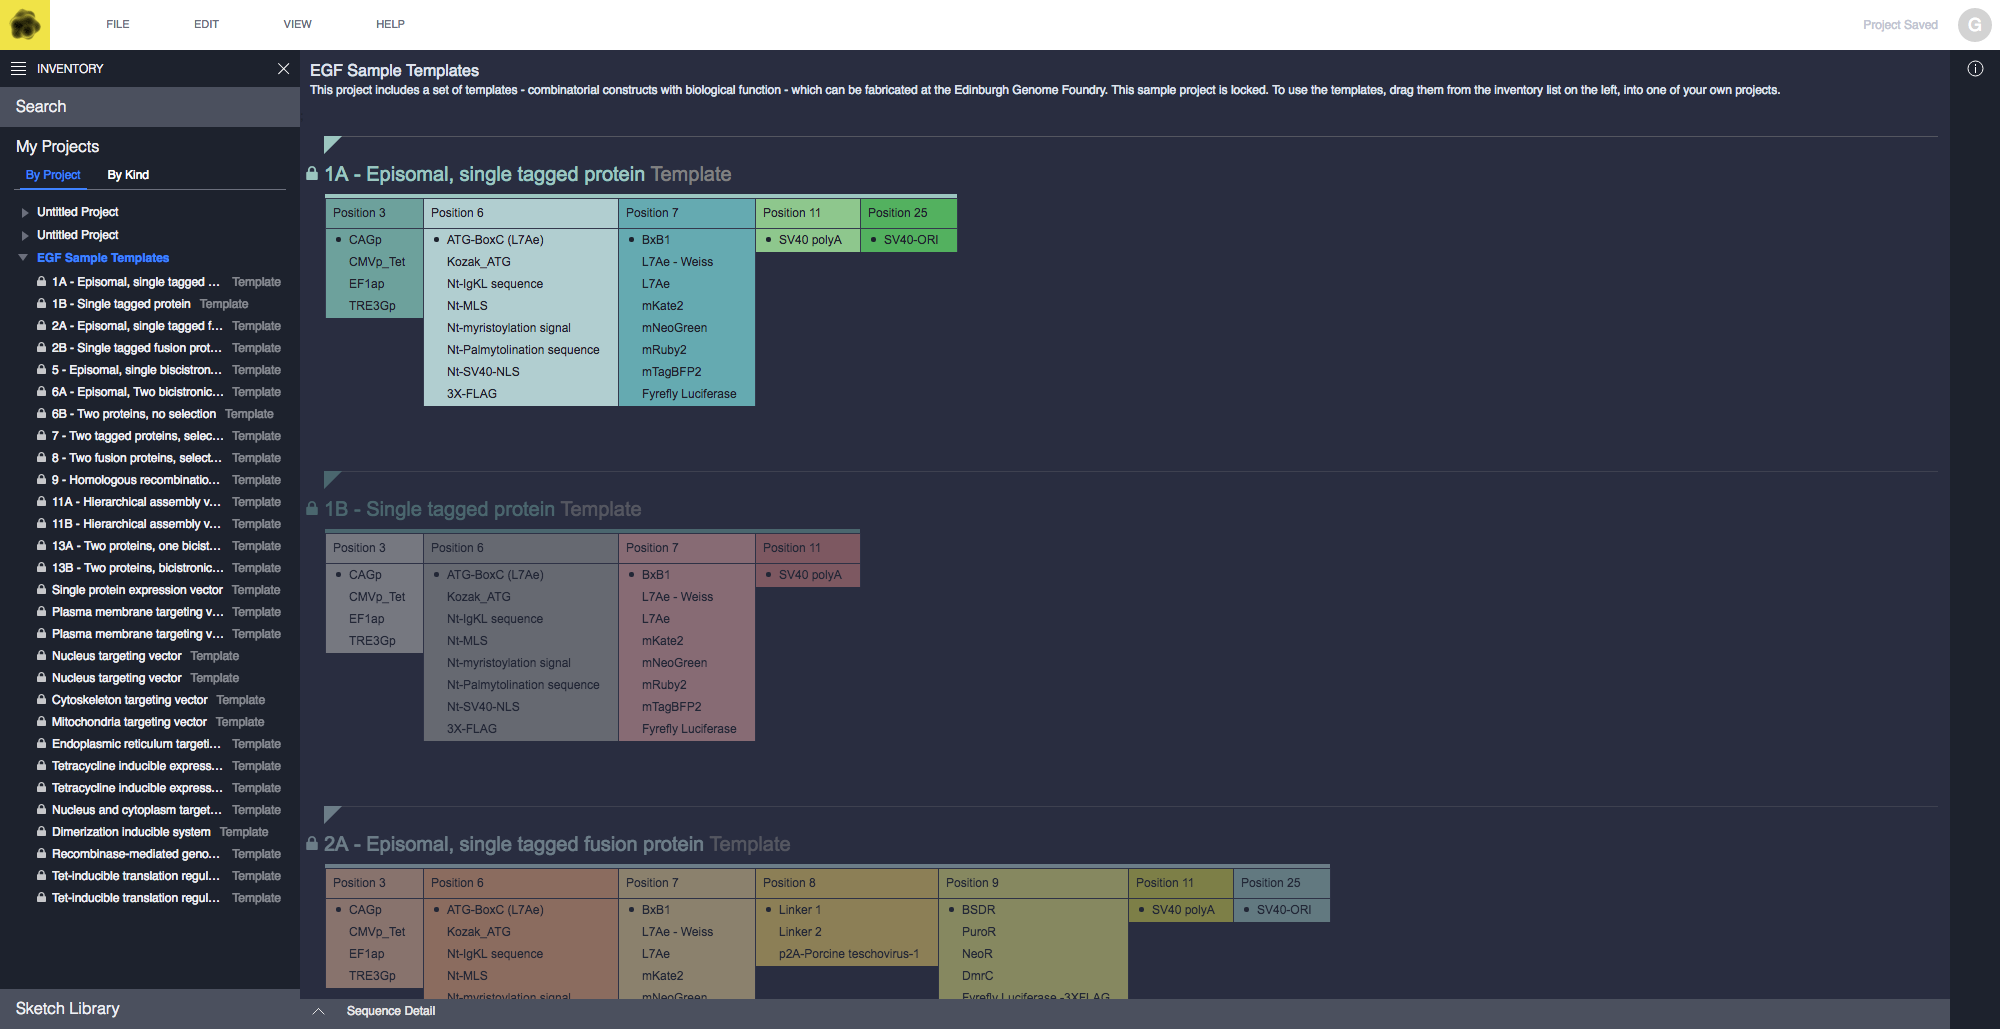 FILE EDIT VIEW HELP Project Saved G
INVENTORY
Search
My Projects
By Project By Kind
Untitled Project
Untitled Project
EGF Sample Templates
1A - Episomal, single tagged ... Template
1B - Single tagged protein Template
2A - Episomal, single tagged f... Template
2B - Single tagged fusion prot... Template
5 - Episomal, single biscistron... Template
6A - Episomal, Two bicistronic... Template
6B - Two proteins, no selection Template
7 - Two tagged proteins, selec... Template
8 - Two fusion proteins, select... Template
9 - Homologous recombinatio... Template
11A - Hierarchical assembly v... Template
11B - Hierarchical assembly v... Template
13A - Two proteins, one bicist... Template
13B - Two proteins, bicistronic... Template
Single protein expression vector Template
Plasma membrane targeting v... Template
Plasma membrane targeting v... Template
Nucleus targeting vector Template
Nucleus targeting vector Template
Cytoskeleton targeting vector Template
Mitochondria targeting vector Template
Endoplasmic reticulum targeti... Template
Tetracycline inducible express... Template
Tetracycline inducible express... Template
Nucleus and cytoplasm target... Template
Dimerization inducible system Template
Recombinase-mediated geno... Template
Tet-inducible translation regul... Template
Tet-inducible translation regul... Template
Sketch Library
EGF Sample Templates
This project includes a set of templates - combinatorial constructs with biological function - which can be fabricated at the Edinburgh Genome Foundry. This sample project is locked. To use the templates, drag them from the inventory list on the left, into one of your own projects.
1A - Episomal, single tagged protein Template
Position 3 Position 6 Position 7 Position 11 Position 25
• CAGp • ATG-BoxC (L7Ae) • BxB1 • SV40 polyA • SV40-ORI
CMVp_Tet Kozak_ATG L7Ae - Weiss
EF1ap Nt-IgKL sequence L7Ae
TRE3Gp Nt-MLS mKate2
Nt-myristoylation signal mNeoGreen
Nt-Palmytolination sequence mRuby2
Nt-SV40-NLS mTagBFP2
3X-FLAG Fyrefly Luciferase
1B - Single tagged protein Template
Position 3 Position 6 Position 7 Position 11
• CAGp • ATG-BoxC (L7Ae) • BxB1 • SV40 polyA
CMVp_Tet Kozak_ATG L7Ae - Weiss
EF1ap Nt-IgKL sequence L7Ae
TRE3Gp Nt-MLS mKate2
Nt-myristoylation signal mNeoGreen
Nt-Palmytolination sequence mRuby2
Nt-SV40-NLS mTagBFP2
3X-FLAG Fyrefly Luciferase
2A - Episomal, single tagged fusion protein Template
Position 3 Position 6 Position 7 Position 8 Position 9 Position 11 Position 25
• CAGp • ATG-BoxC (L7Ae) • BxB1 • Linker 1 • BSDR • SV40 polyA • SV40-ORI
CMVp_Tet Kozak_ATG L7Ae - Weiss Linker 2 PuroR
EF1ap Nt-IgKL sequence L7Ae p2A-Porcine teschovirus-1 NeoR
TRE3Gp Nt-MLS mKate2 DmrC
Nt-myristoylation signal mNeoGreen Fyrefly Luciferase -3XFLAG
Sequence Detail